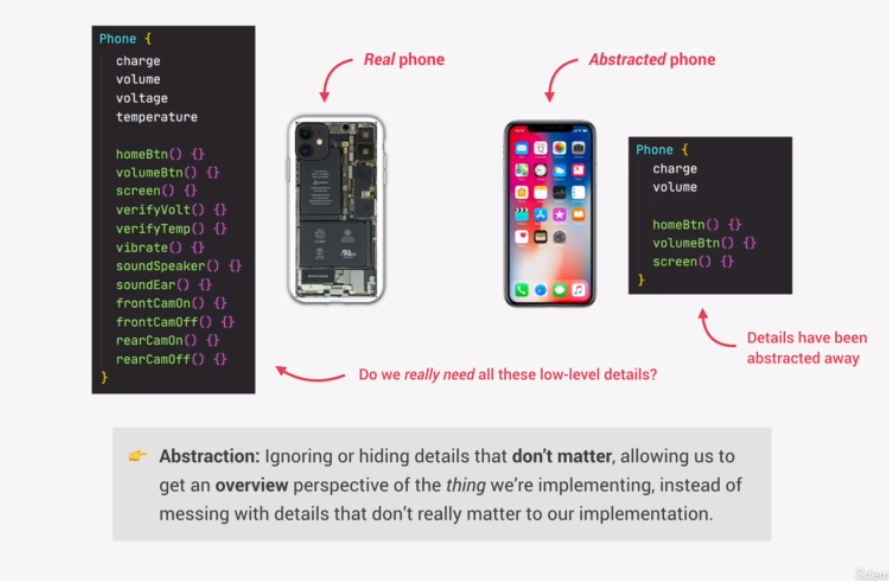 Phone {
charge
volume
voltage
temperature
homeBtn() {}
volumeBtn() {}
screen() {}
verifyVolt() {}
verifyTemp() {}
vibrate() {}
soundSpeaker() {}
soundEar() {}
frontCamOn() {}
frontCamOff() {}
rearCamOn() {}
rearCamOff() {}
}
Real phone
Abstracted phone
Phone {
charge
volume
homeBtn() {}
volumeBtn() {}
screen() {}
}
Details have been
abstracted away
Do we really need all these low-level details?
👉 Abstraction: Ignoring or hiding details that don’t matter, allowing us to
get an overview perspective of the thing we’re implementing, instead of
messing with details that don’t really matter to our implementation.